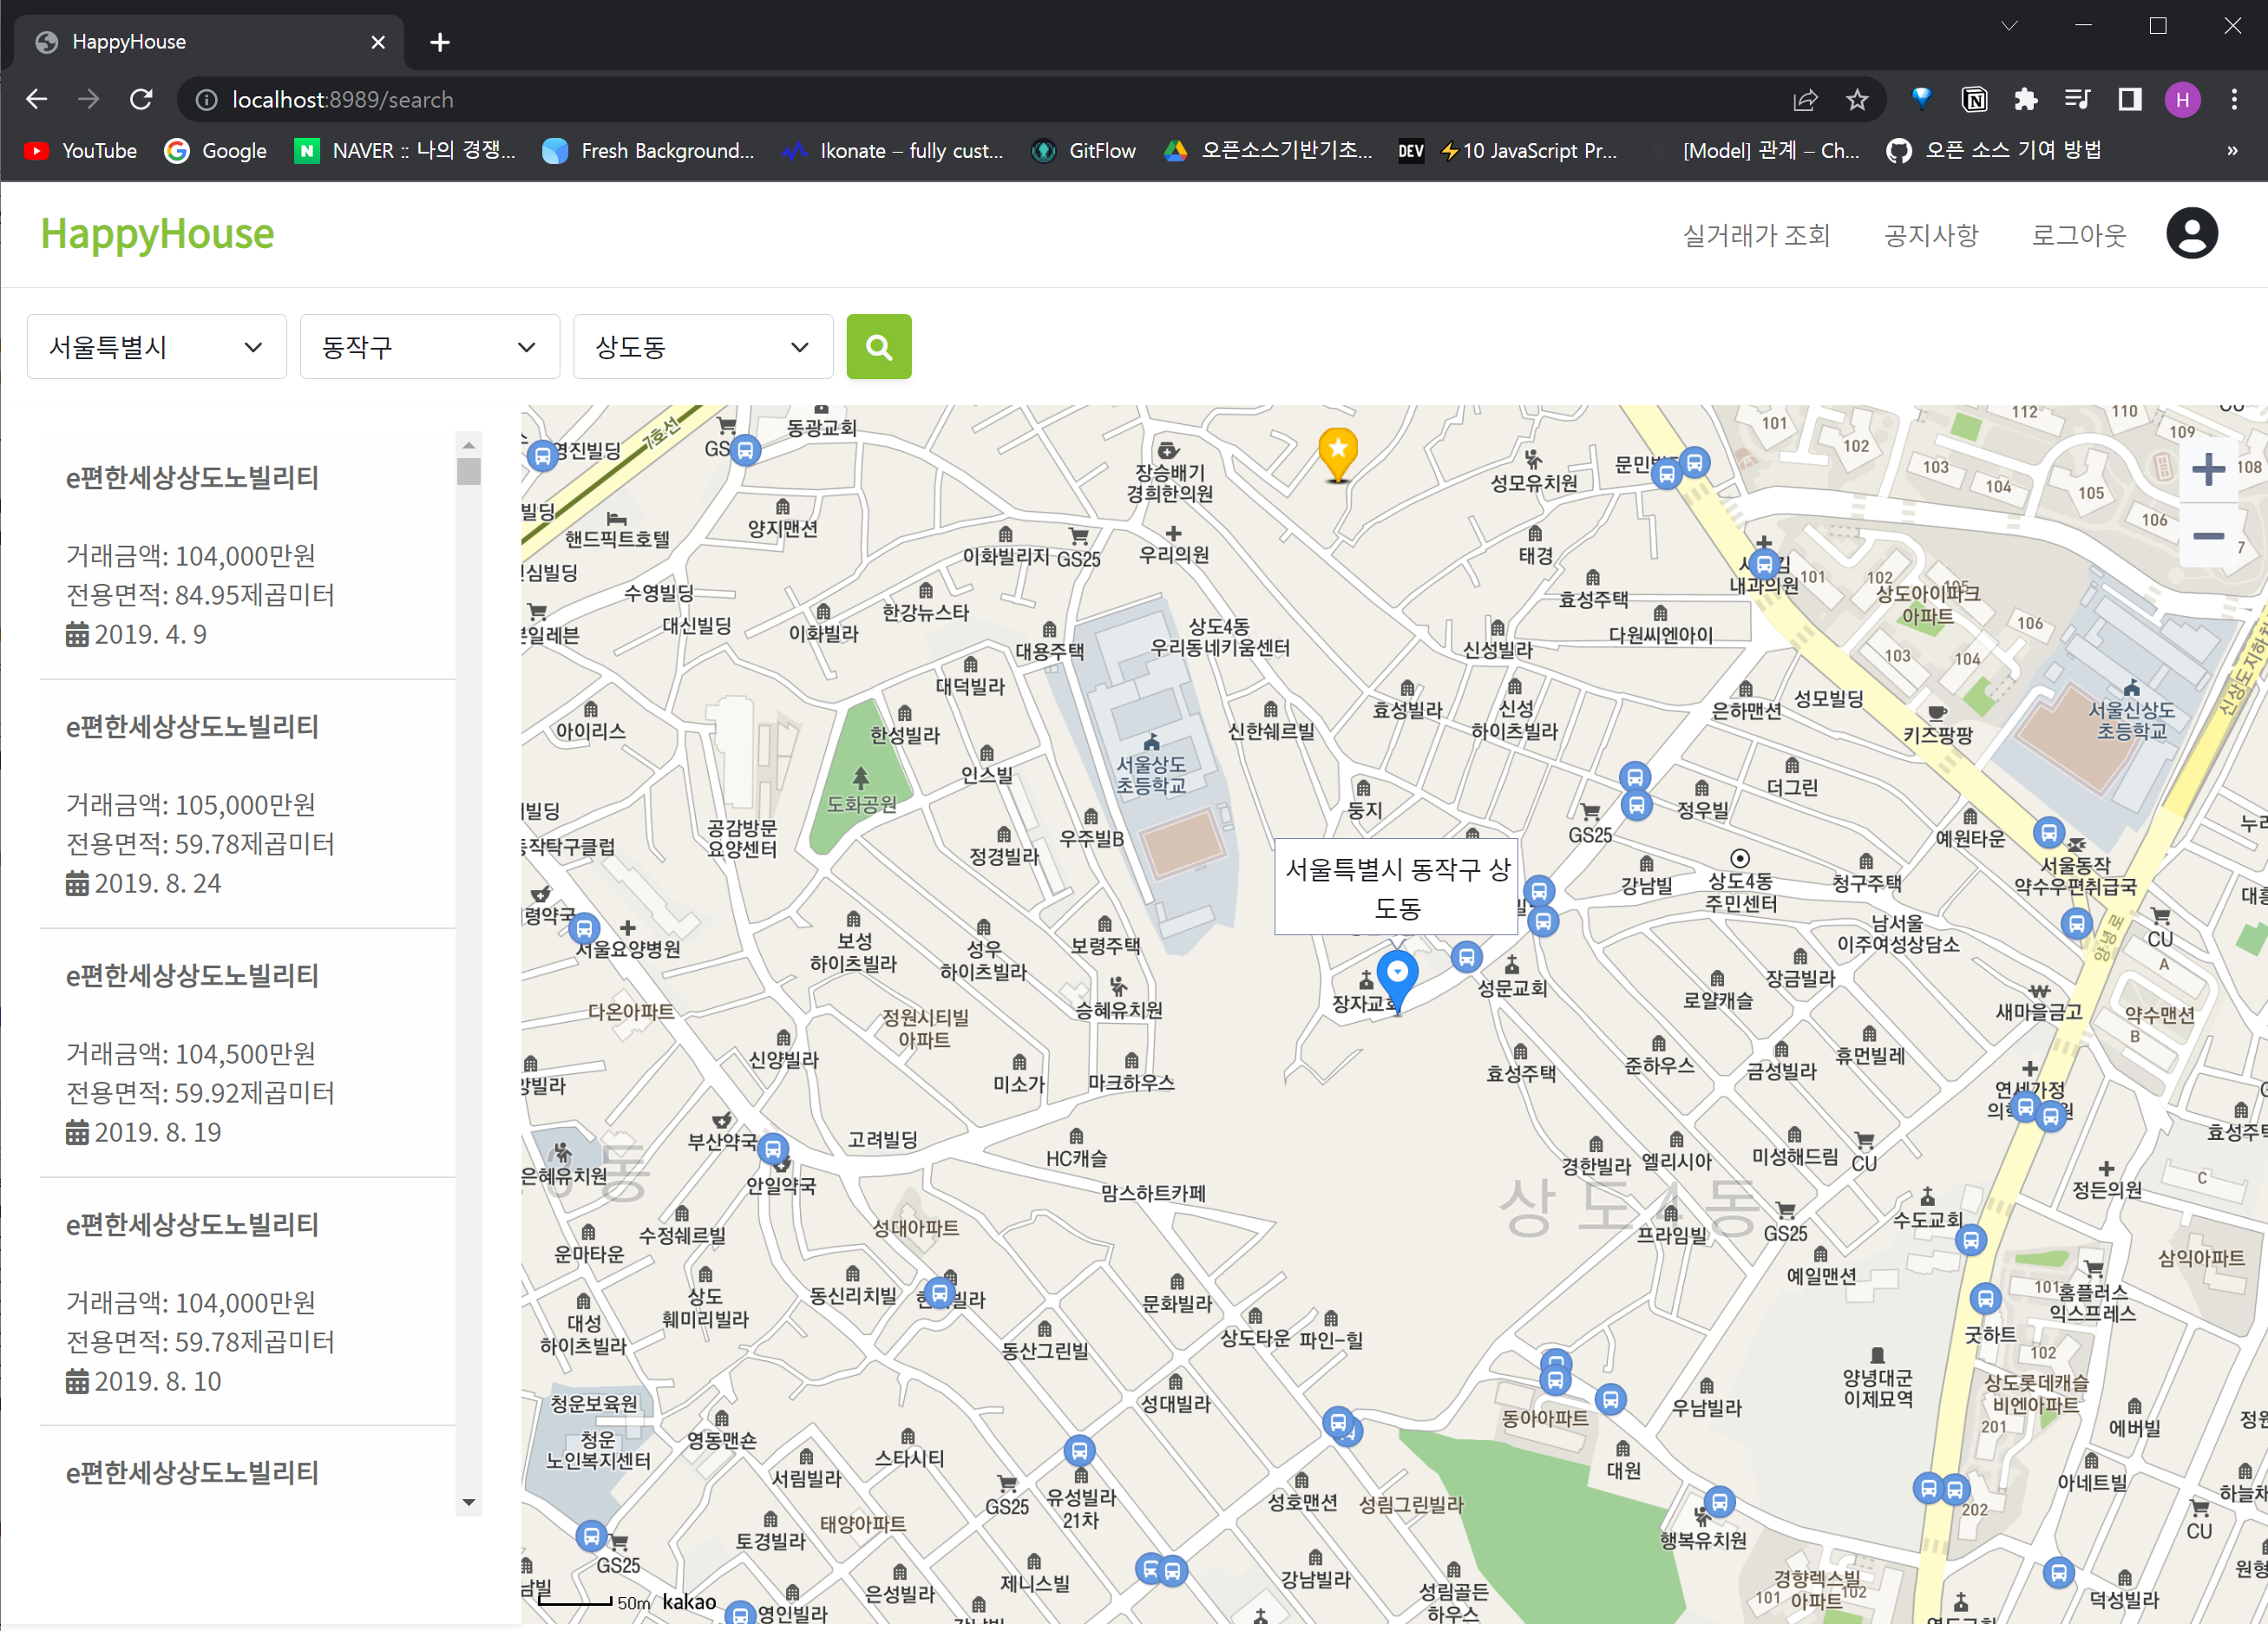 HappyHouse
localhost:8989/search
YouTube
Google
NAVER :: 나의 경쟁...
Fresh Background...
Ikonate – fully cust...
GitFlow
오픈소스기반기초...
DEV
⚡10 JavaScript Pr...
[Model] 관계 – Ch...
오픈 소스 기여 방법
»
H
HappyHouse
실거래가 조회
공지사항
로그아웃
서울특별시
동작구
상도동
e편한세상상도노빌리티
거래금액: 104,000만원
전용면적: 84.95제곱미터
2019. 4. 9
e편한세상상도노빌리티
거래금액: 105,000만원
전용면적: 59.78제곱미터
2019. 8. 24
e편한세상상도노빌리티
거래금액: 104,500만원
전용면적: 59.92제곱미터
2019. 8. 19
e편한세상상도노빌리티
거래금액: 104,000만원
전용면적: 59.78제곱미터
2019. 8. 10
e편한세상상도노빌리티
7호선
동광교회
영진빌딩
장승배기
경희한의원
성모유치원
112
110
109
108
101
102
103
104
105
106
핸드픽트호텔
양지맨션
이화빌리지
GS25
우리의원
태경
내과의원
101
102
상도아이파크
아파트
106
103
104
수영빌딩
한강뉴스타
효성주택
대신빌딩
이화빌라
대용주택
상도4동
우리동네키움센터
신성빌라
다원씨엔아이
대덕빌라
아이리스
한성빌라
신한쉐르빌
효성빌라
신성
하이츠빌라
은하맨션
성모빌딩
키즈팡팡
서울신상도
초등학교
인스빌
서울상도
초등학교
도화공원
둥지
더그린
정우빌
GS25
예원타운
공감방문
요양센터
정경빌라
우주빌B
서울특별시 동작구 상
도동
강남빌
상도4동
주민센터
청구주택
서울동작
약수우편취급국
남서울
이주여성상담소
CU
양녕로
서울요양병원
보성
하이츠빌라
성우
하이츠빌라
보령주택
장자교회
성문교회
로얄캐슬
장금빌라
새마을금고
A
약수맨션
B
다온아파트
정원시티빌
아파트
승혜유치원
신양빌라
미소가
마크하우스
효성주택
준하우스
금성빌라
휴먼빌레
연세가정
부산약국
고려빌딩
HC캐슬
경한빌라
엘리시아
미성해드림
CU
효성주택
은혜유치원
안일약국
맘스하트카페
상도4동
정든의원
C
수정쉐르빌
성대아파트
프라임빌
GS25
수도교회
운마타운
예일맨션
삼익아파트
상도
훼미리빌라
동신리치빌
문화빌라
101
홈플러스
익스프레스
대성
하이츠빌라
동산그린빌
상도타운
파인-힐
굿하트
102
청운보육원
성대빌라
동아아파트
우남빌라
양녕대군
이제묘역
상도롯데캐슬
비엔아파트
201
에버빌
청운
노인복지센터
영동맨숀
서림빌라
스타시티
대원
아네트빌
GS25
유성빌라
21차
성호맨션
성림그린빌라
202
CU
토경빌라
태양아파트
행복유치원
GS25
은성빌라
제니스빌
강남빌라
성림골든
하우스
경향렉스빌
아파트
101
102
덕성빌라
영인빌라
50m
kakao